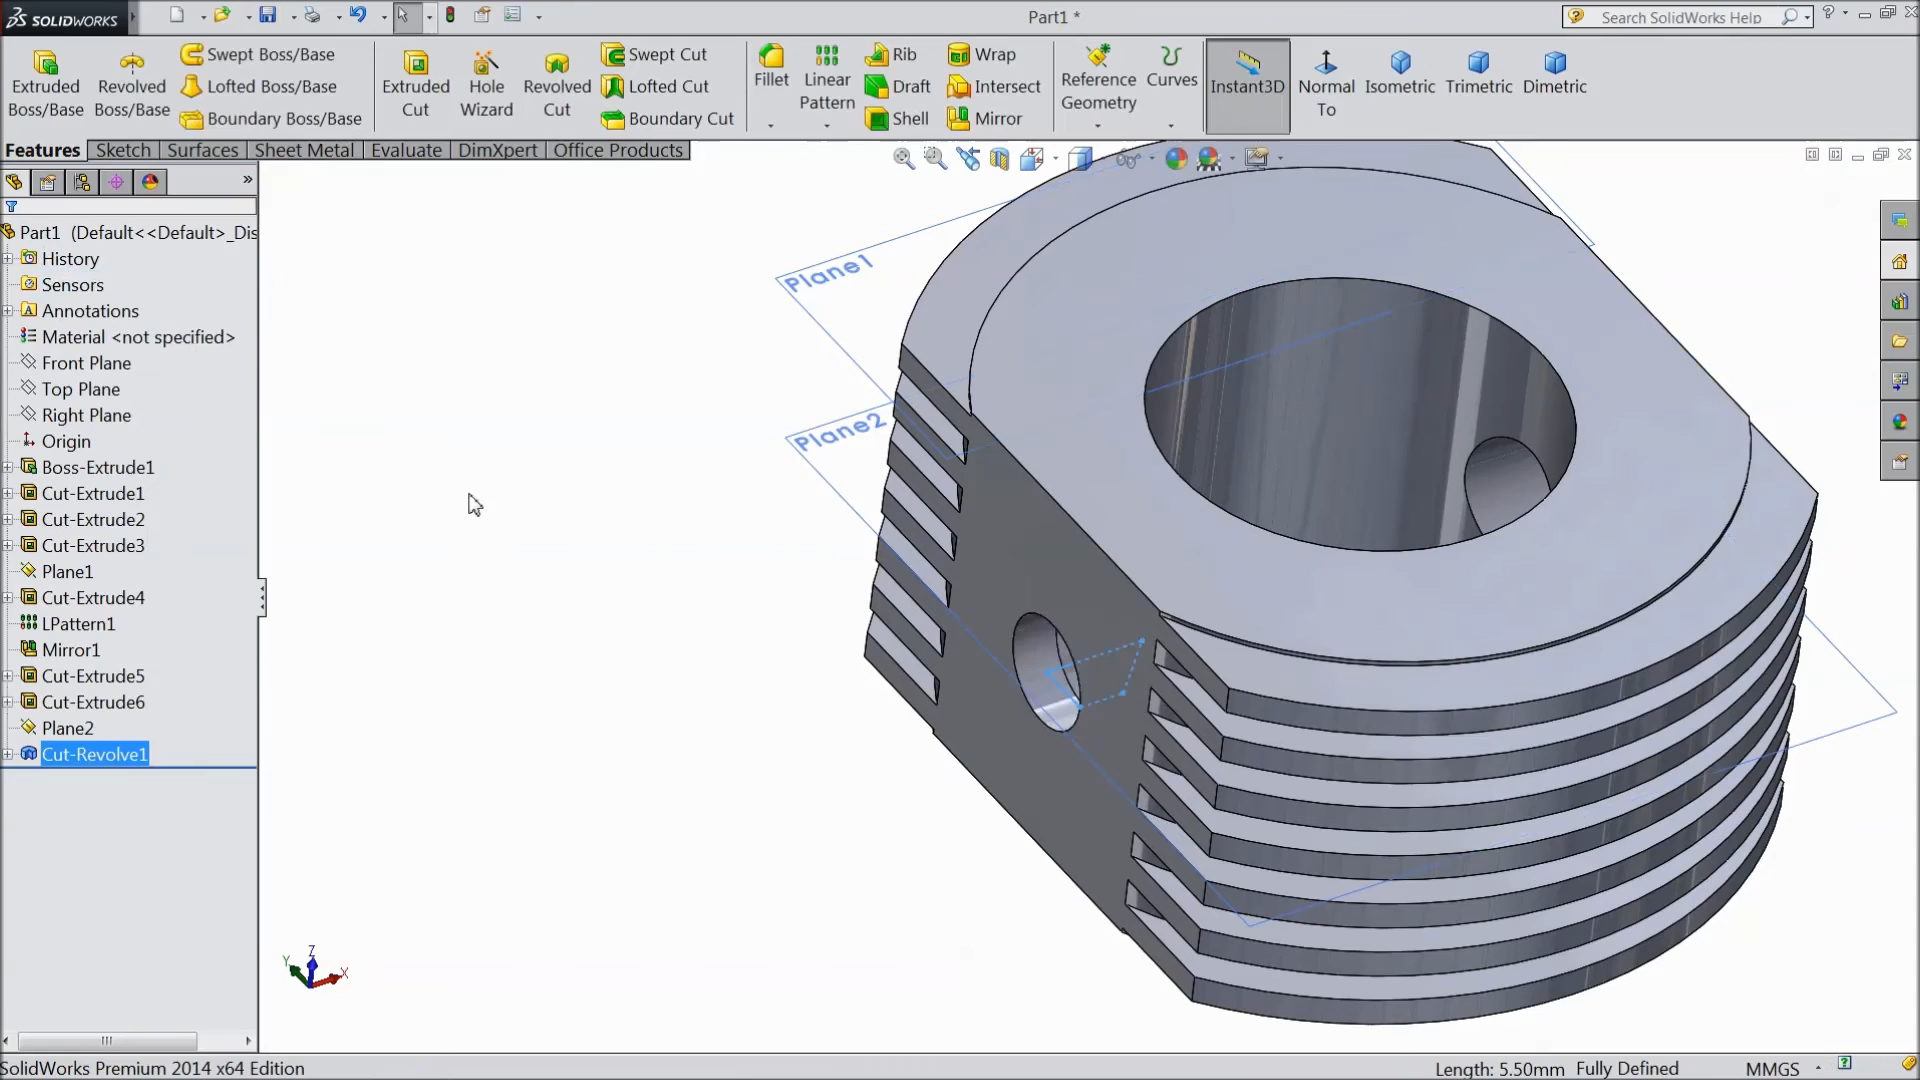 SOLIDWORKS
Part1 *
Search SolidWorks Help
Extruded Boss/Base
Revolved Boss/Base
Swept Boss/Base
Lofted Boss/Base
Boundary Boss/Base
Extruded Cut
Hole Wizard
Revolved Cut
Swept Cut
Lofted Cut
Boundary Cut
Fillet
Linear Pattern
Rib
Draft
Shell
Wrap
Intersect
Mirror
Reference Geometry
Curves
Instant3D
Normal To
Isometric
Trimetric
Dimetric
Features
Sketch
Surfaces
Sheet Metal
Evaluate
DimXpert
Office Products
Part1 (Default<<Default>_Dis
History
Sensors
Annotations
Material <not specified>
Front Plane
Top Plane
Right Plane
Origin
Boss-Extrude1
Cut-Extrude1
Cut-Extrude2
Cut-Extrude3
Plane1
Cut-Extrude4
LPattern1
Mirror1
Cut-Extrude5
Cut-Extrude6
Plane2
Cut-Revolve1
Plane1
Plane2
Z
Y
X
SolidWorks Premium 2014 x64 Edition
Length: 5.50mm
Fully Defined
MMGS